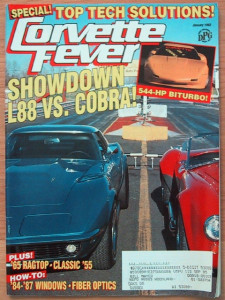 SPECIAL! TOP TECH SOLUTIONS!
Corvette
Fever
SHOWDOWN
L88 VS. COBRA!
544-HP BITURBO!
PLUS!
'65 RAGTOP • CLASSIC '55
HOW-TO:
'84-'87 WINDOWS • FIBER OPTICS